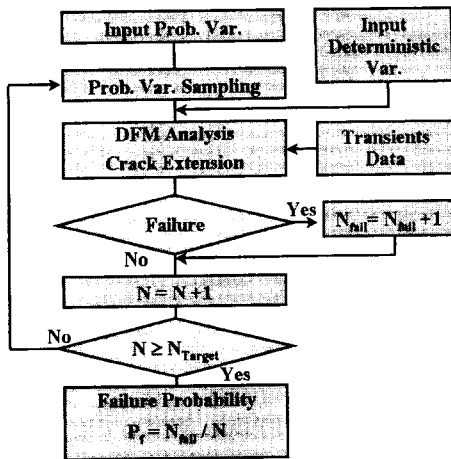 Input Prob. Var.
Input
Deterministic
Var.
Prob. Var. Sampling
DFM Analysis
Crack Extension
Transients
Data
Failure
Yes
N_fail = N_fail +1
No
N = N +1
No
N ≥ N_Target
Yes
Failure Probability
P_f = N_fail / N